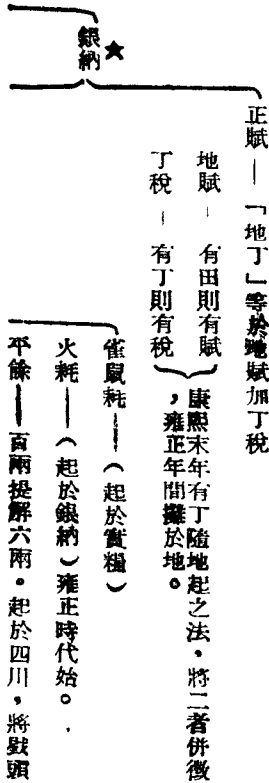 ★銀納
正賦—「地丁」等於地賦加丁稅
地賦—有田則有賦
丁稅—有丁則有稅
康熙末年有丁隨地起之法,將二者併徵
,雍正年間攤於地。
雀鼠耗——(起於實糧)
火耗——(起於銀納)雍正時代始。
平餘——百兩提解六兩。起於四川,將戥頭